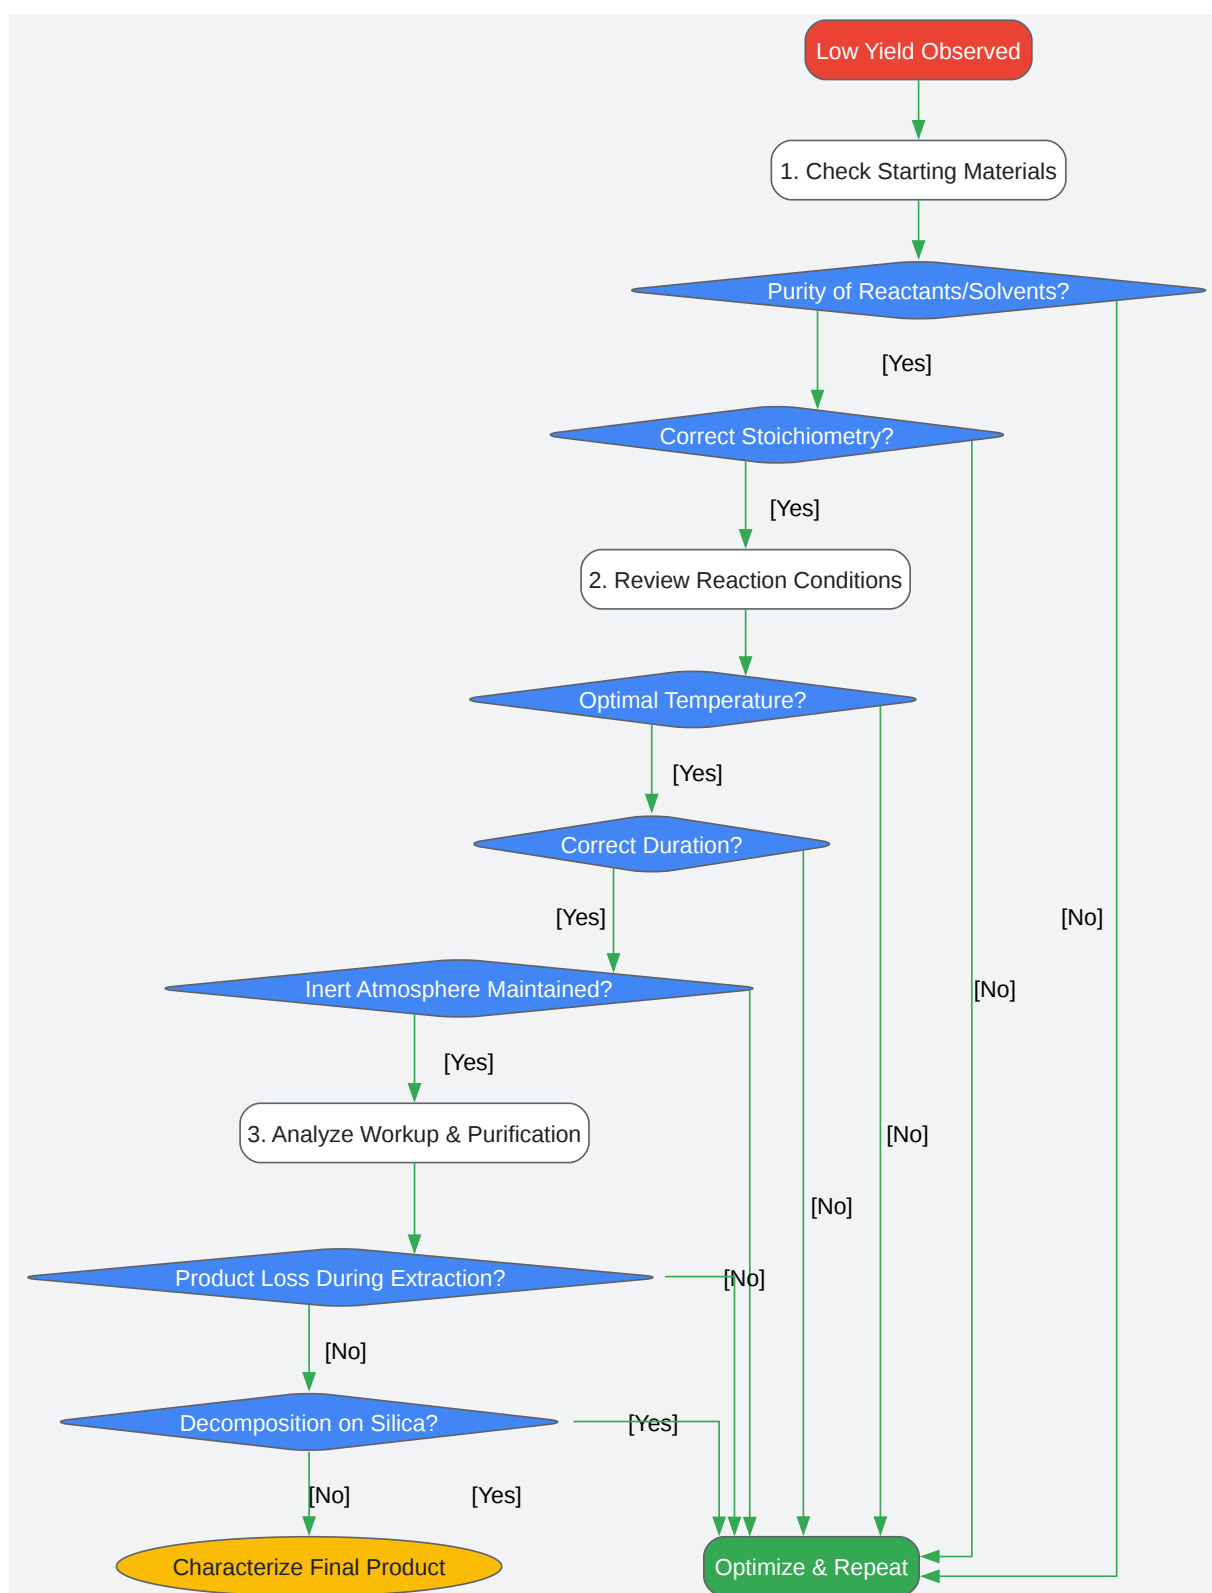 Low Yield Observed
1. Check Starting Materials
Purity of Reactants/Solvents?
[Yes]
Correct Stoichiometry?
[Yes]
2. Review Reaction Conditions
Optimal Temperature?
[Yes]
Correct Duration?
[Yes]
[No]
Inert Atmosphere Maintained?
[No]
[Yes]
3. Analyze Workup & Purification
[No]
[No]
Product Loss During Extraction?
[No]
[No]
Decomposition on Silica?
[Yes]
[No]
[Yes]
Characterize Final Product
Optimize & Repeat